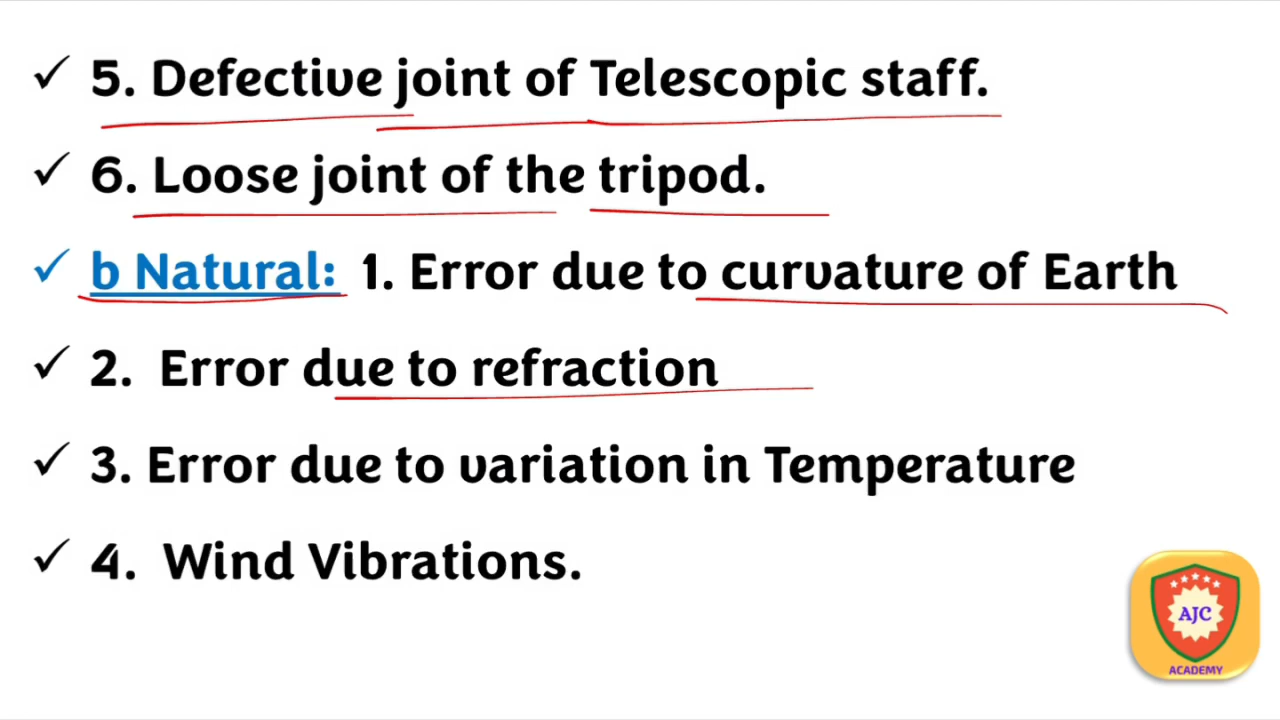 ✓ 5. Defective joint of Telescopic staff.
✓ 6. Loose joint of the tripod.
✓ b Natural: 1. Error due to curvature of Earth
✓ 2. Error due to refraction
✓ 3. Error due to variation in Temperature
✓ 4. Wind Vibrations.
AJC
ACADEMY